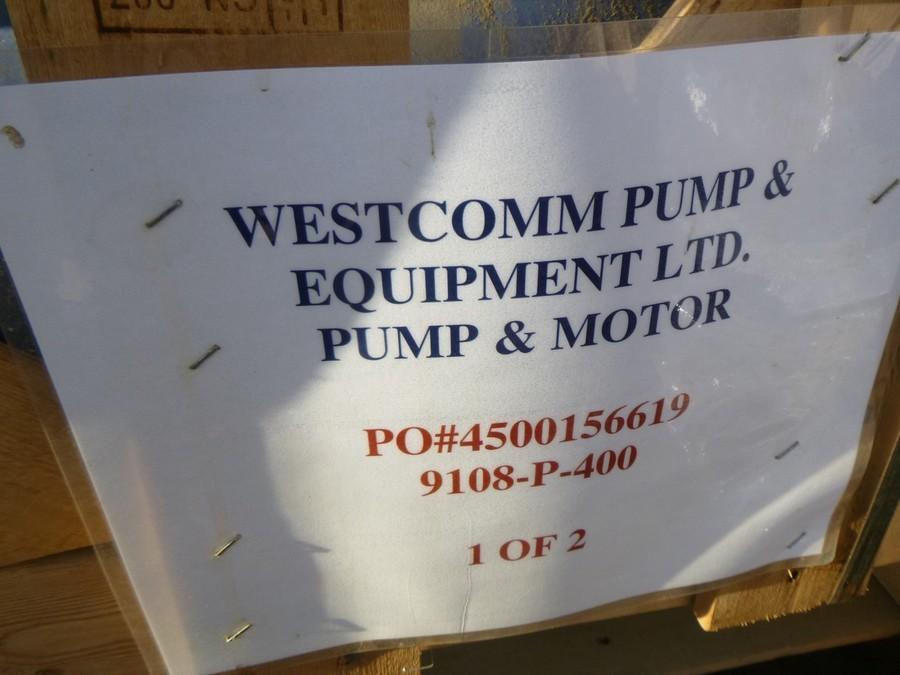 WESTCOMM PUMP &
EQUIPMENT LTD.
PUMP & MOTOR
PO#4500156619
9108-P-400
1 OF 2